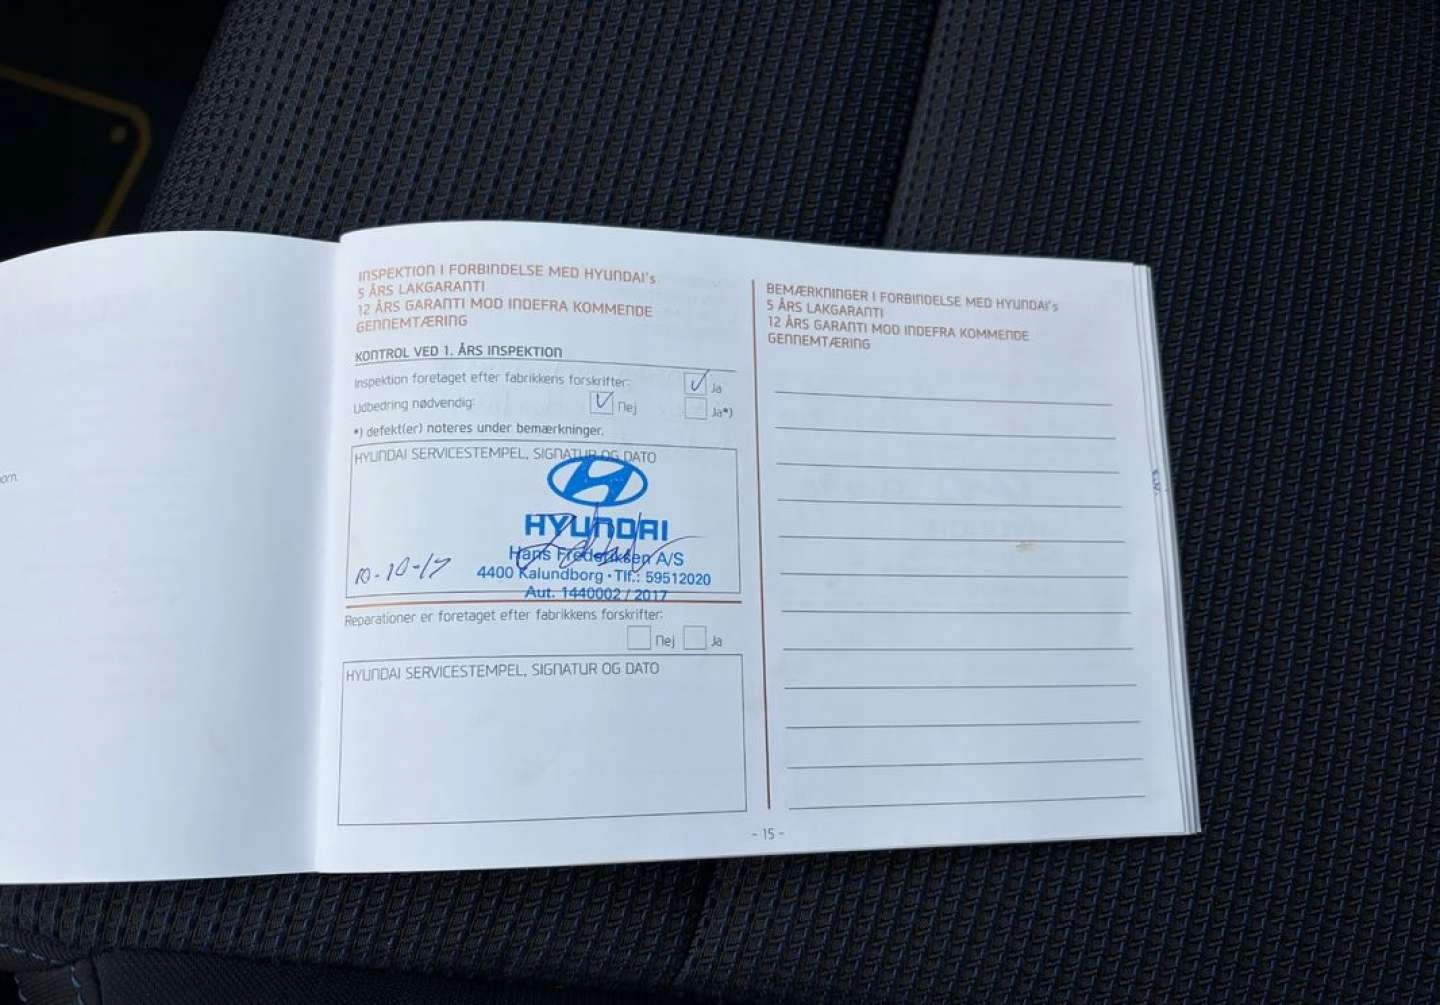 INSPEKTION I FORBINDELSE MED HYUNDAI's
5 ÅRS LAKGARANTI
12 ÅRS GARANTI MOD INDEFRA KOMMENDE
GENNEMTÆRING
KONTROL VED 1. ÅRS INSPEKTION
Inspektion foretaget efter fabrikkens forskrifter: Ja
Udbedring nødvendig: Nej Ja*)
*) defekt(er) noteres under bemærkninger.
HYUNDAI SERVICESTEMPEL, SIGNATUR OG DATO
HYUNDAI
Hans Frederiksen A/S
10-10-17
4400 Kalundborg · Tlf.: 59512020
Aut. 1440002 / 2017
Reparationer er foretaget efter fabrikkens forskrifter:
Nej Ja
HYUNDAI SERVICESTEMPEL, SIGNATUR OG DATO
BEMÆRKNINGER I FORBINDELSE MED HYUNDAI's
5 ÅRS LAKGARANTI
12 ÅRS GARANTI MOD INDEFRA KOMMENDE
GENNEMTÆRING
- 15 -